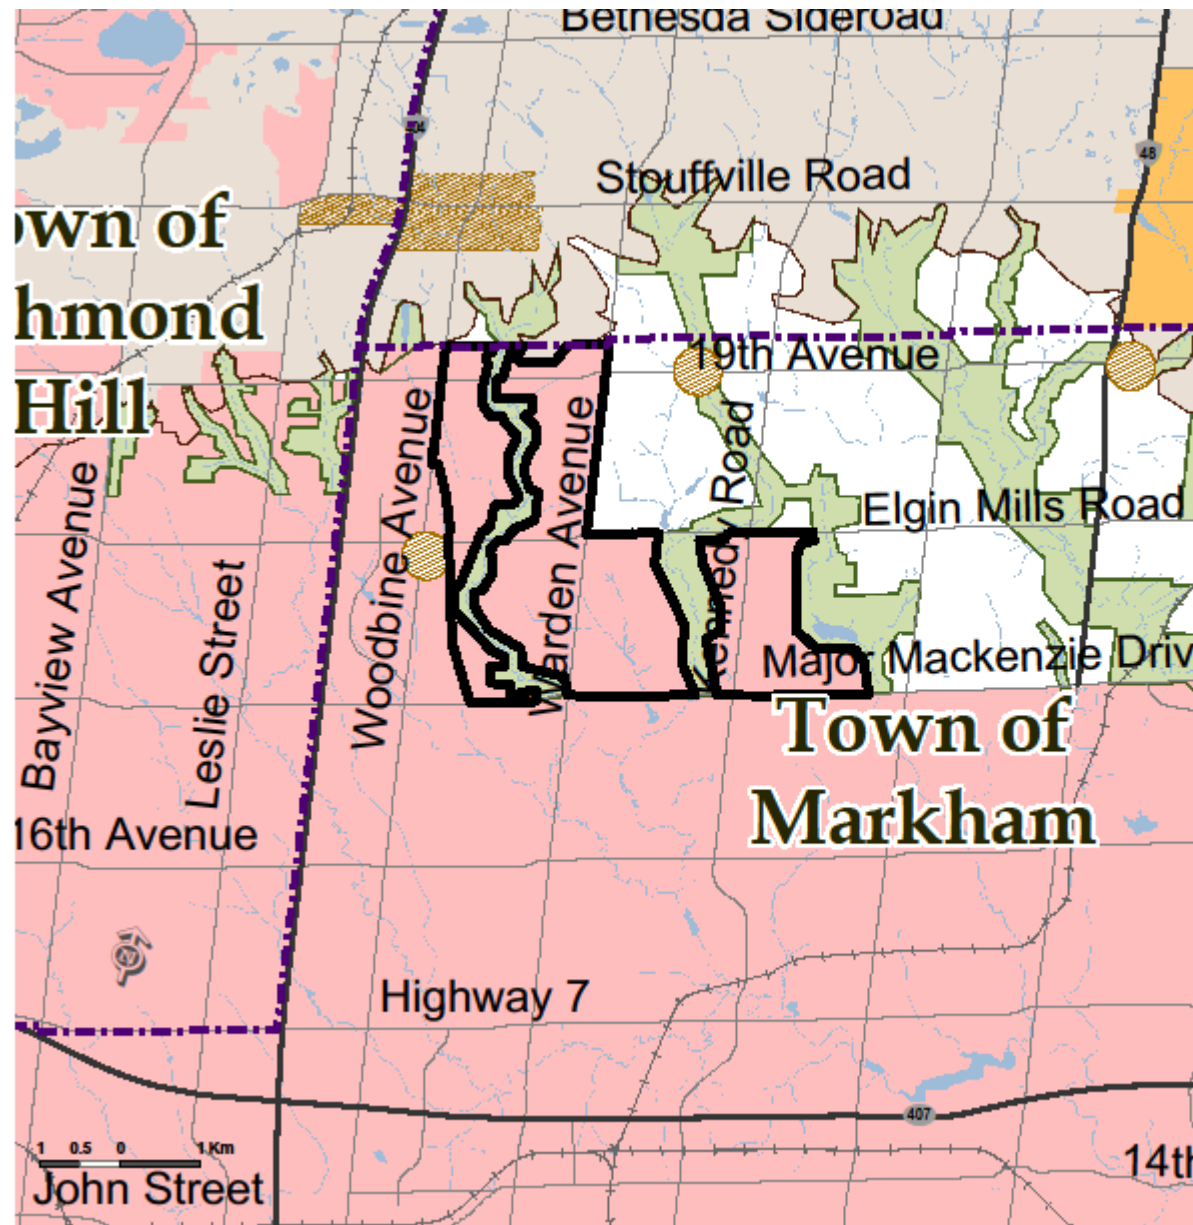 Bethesda Sideroad
404
48
Stouffville Road
own of
hmond
Hill
19th Avenue
Woodbine Avenue
Warden Avenue
Kennedy Road
Elgin Mills Road
Bayview Avenue
Leslie Street
Major Mackenzie Driv
Town of
Markham
16th Avenue
N
Highway 7
407
1 0.5 0 1 Km
14th
John Street